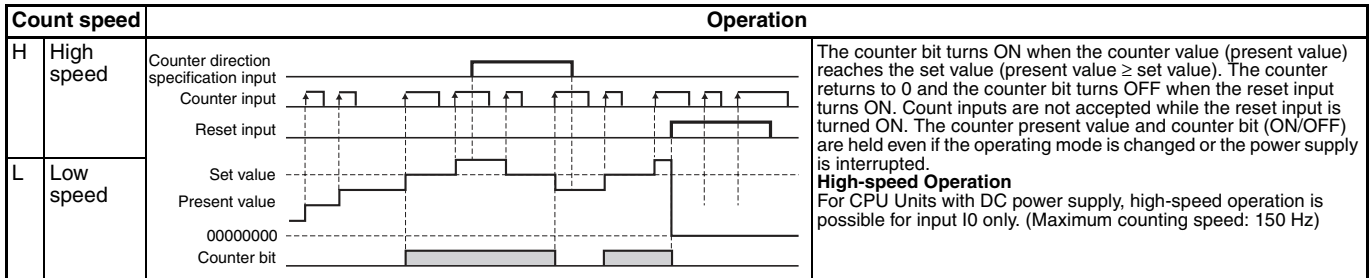 Count speed Operation
H High speed
L Low speed
Counter direction
specification input
Counter input
Reset input
Set value
Present value
00000000
Counter bit
The counter bit turns ON when the counter value (present value)
reaches the set value (present value ≥ set value). The counter
returns to 0 and the counter bit turns OFF when the reset input
turns ON. Count inputs are not accepted while the reset input is
turned ON. The counter present value and counter bit (ON/OFF)
are held even if the operating mode is changed or the power supply
is interrupted.
High-speed Operation
For CPU Units with DC power supply, high-speed operation is
possible for input I0 only. (Maximum counting speed: 150 Hz)